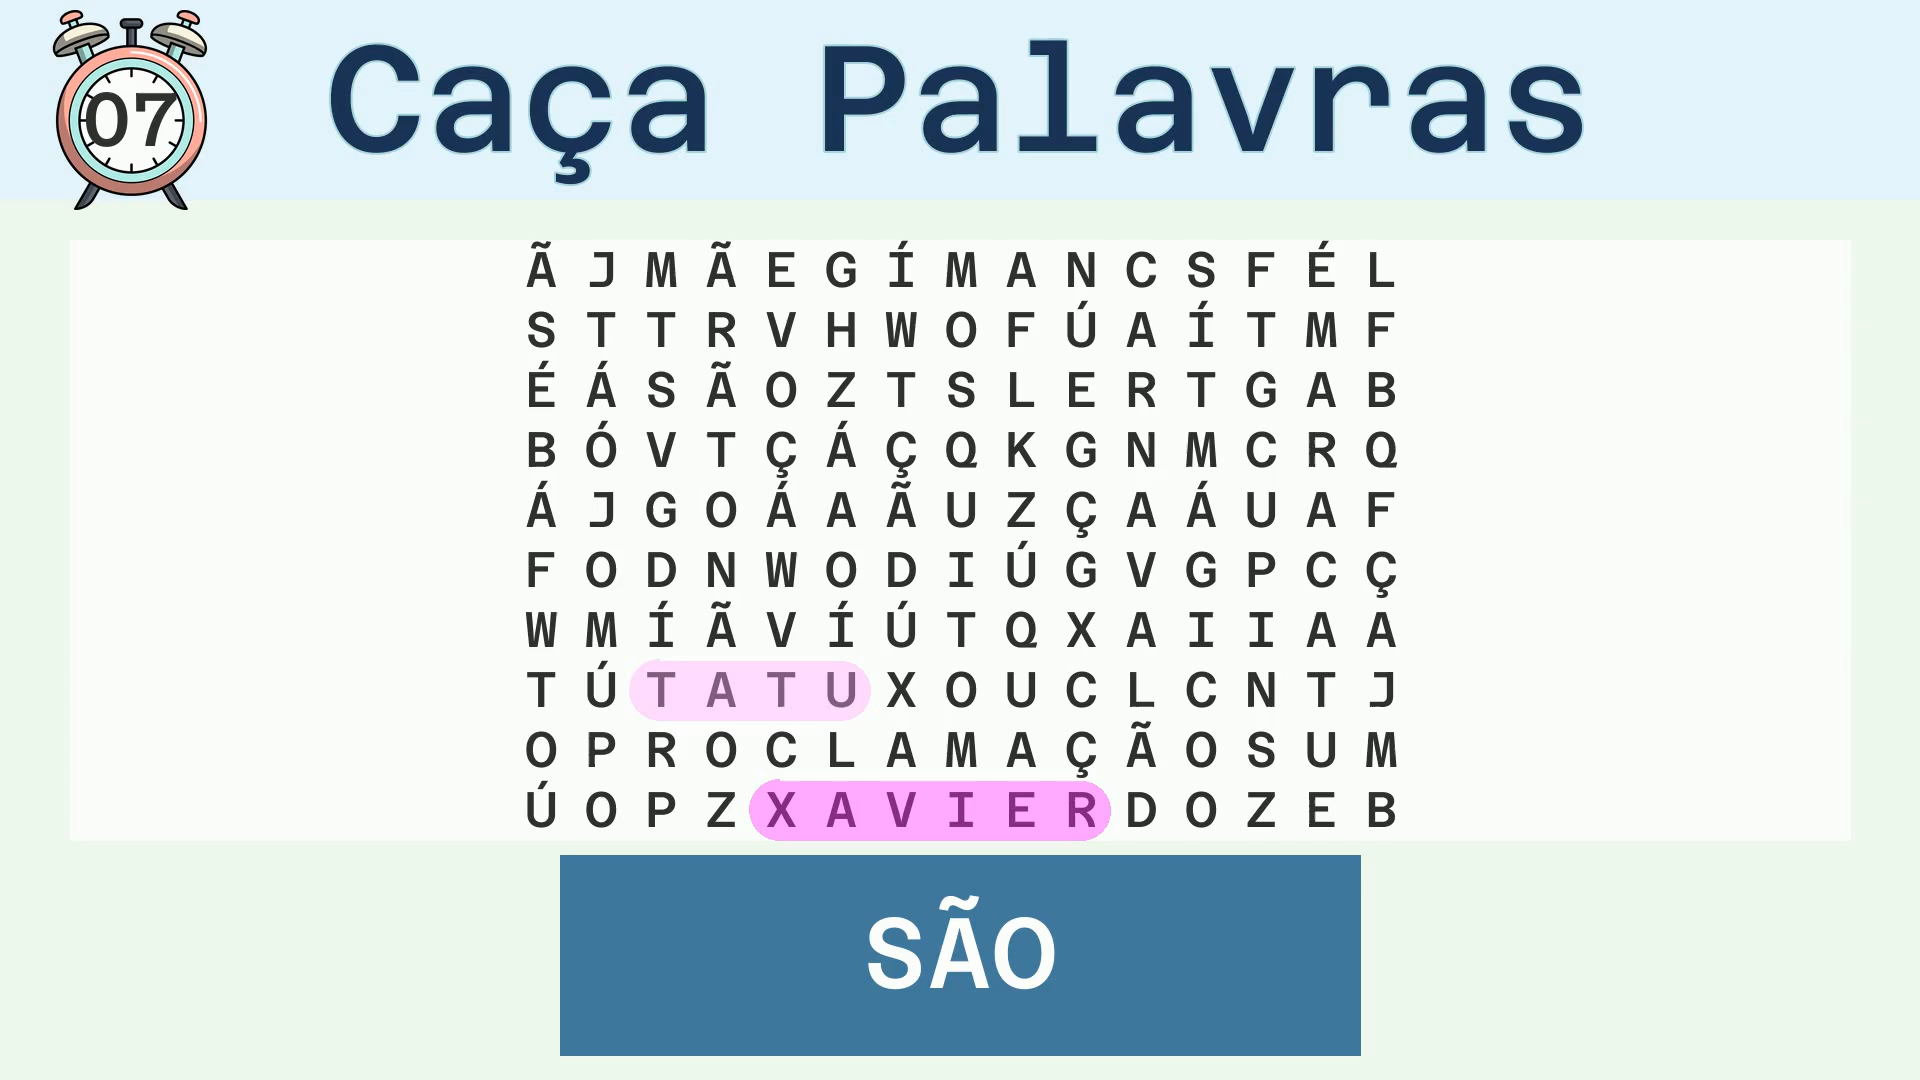 07
Caça Palavras
Ã J M Ã E G Í M A N C S F É L
S T T R V H W O F Ú A Í T M F
É Á S Ã O Z T S L E R T G A B
B Ó V T Ç Á Ç Q K G N M C R Q
Á J G O Á A Ã U Z Ç A Á U A F
F O D N W O D I Ú G V G P C Ç
W M Í Ã V Í Ú T Q X A I I A A
T Ú T A T U X O U C L C N T J
O P R O C L A M A Ç Ã O S U M
Ú O P Z X A V I E R D O Z E B
SÃO